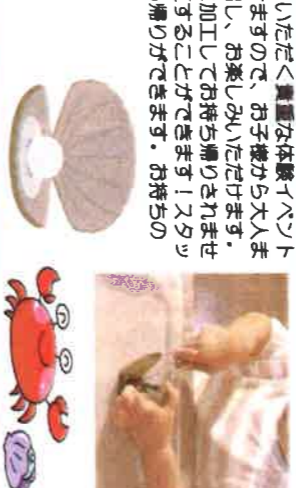 いただく貴重な体験イベント
ますので、お子様から大人ま
し、お楽しみいただけます。
加工してお持ち帰りされませ
することができます！スタッ
帰りができます。お持ちの